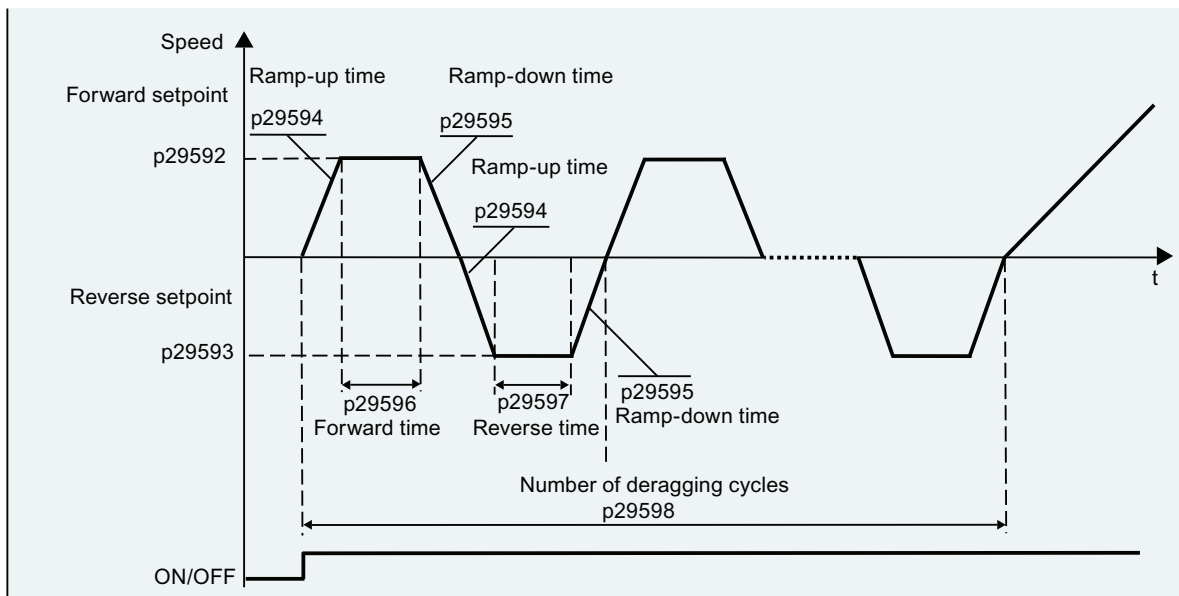 Speed
Ramp-up time
Ramp-down time
Forward setpoint
p29594
p29595
p29592
Ramp-up time
p29594
t
Reverse setpoint
p29593
p29596
p29597
p29595
Forward time
Reverse time
Ramp-down time
Number of deragging cycles
p29598
ON/OFF